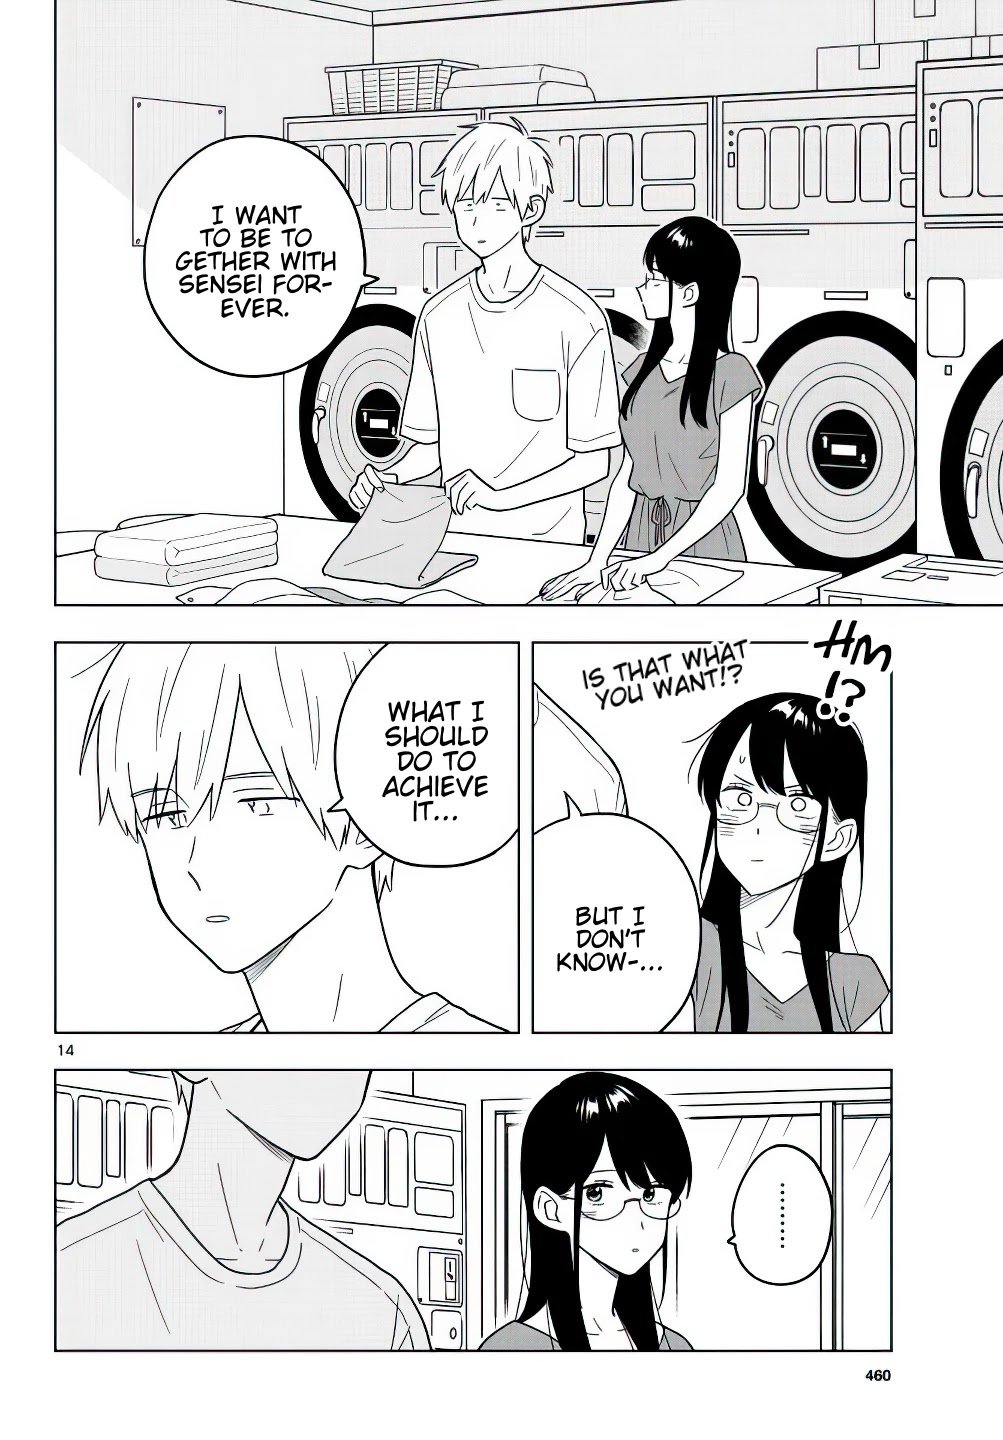 I WANT
TO BE TO
GETHER WITH
SENSEI FOR-
EVER.
WHAT I
SHOULD
DO TO
ACHIEVE
IT...
IS THAT WHAT
YOU WANT!?
HM
!?
BUT I
DON'T
KNOW-...
14
.........
460